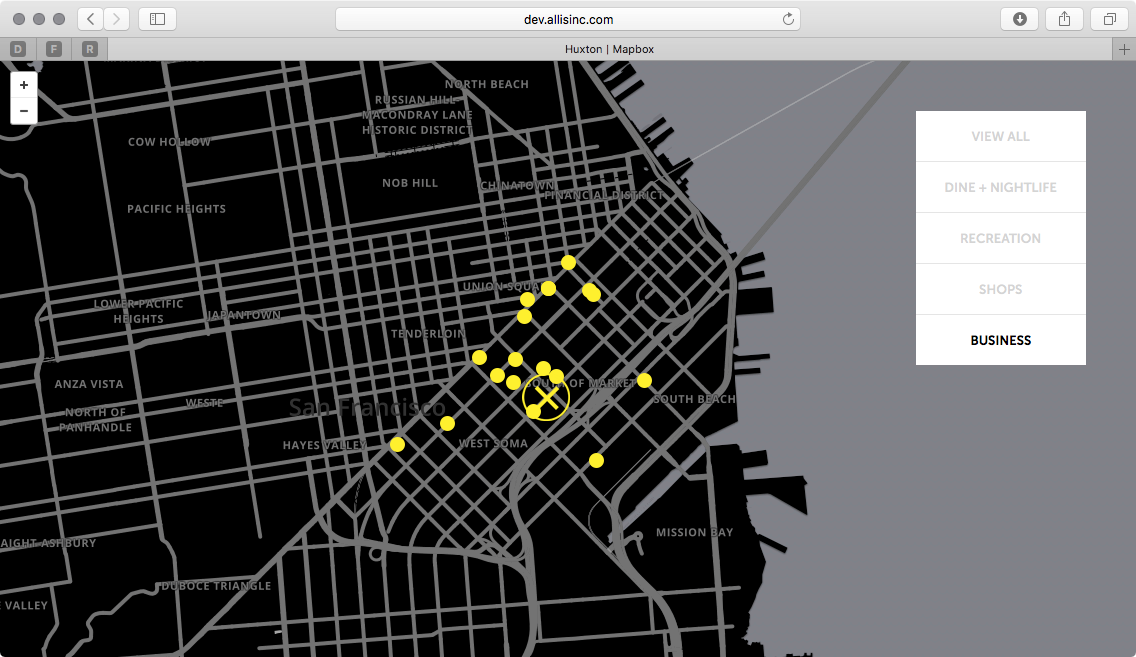 dev.allisinc.com
D
F
R
Huxton | Mapbox
+
+
−
NORTH BEACH
RUSSIAN HILL
MACONDRAY LANE
HISTORIC DISTRICT
COW HOLLOW
NOB HILL
CHINATOWN
FINANCIAL DISTRICT
PACIFIC HEIGHTS
UNION SQUA
LOWER PACIFIC
HEIGHTS
JAPANTOWN
TENDERLOIN
ANZA VISTA
SOUTH OF MARKET
WESTE
San Francisco
SOUTH BEACH
NORTH OF
PANHANDLE
HAYES VALLEY
WEST SOMA
MISSION BAY
AIGHT-ASHBURY
DUBOCE TRIANGLE
VALLEY
VIEW ALL
DINE + NIGHTLIFE
RECREATION
SHOPS
BUSINESS